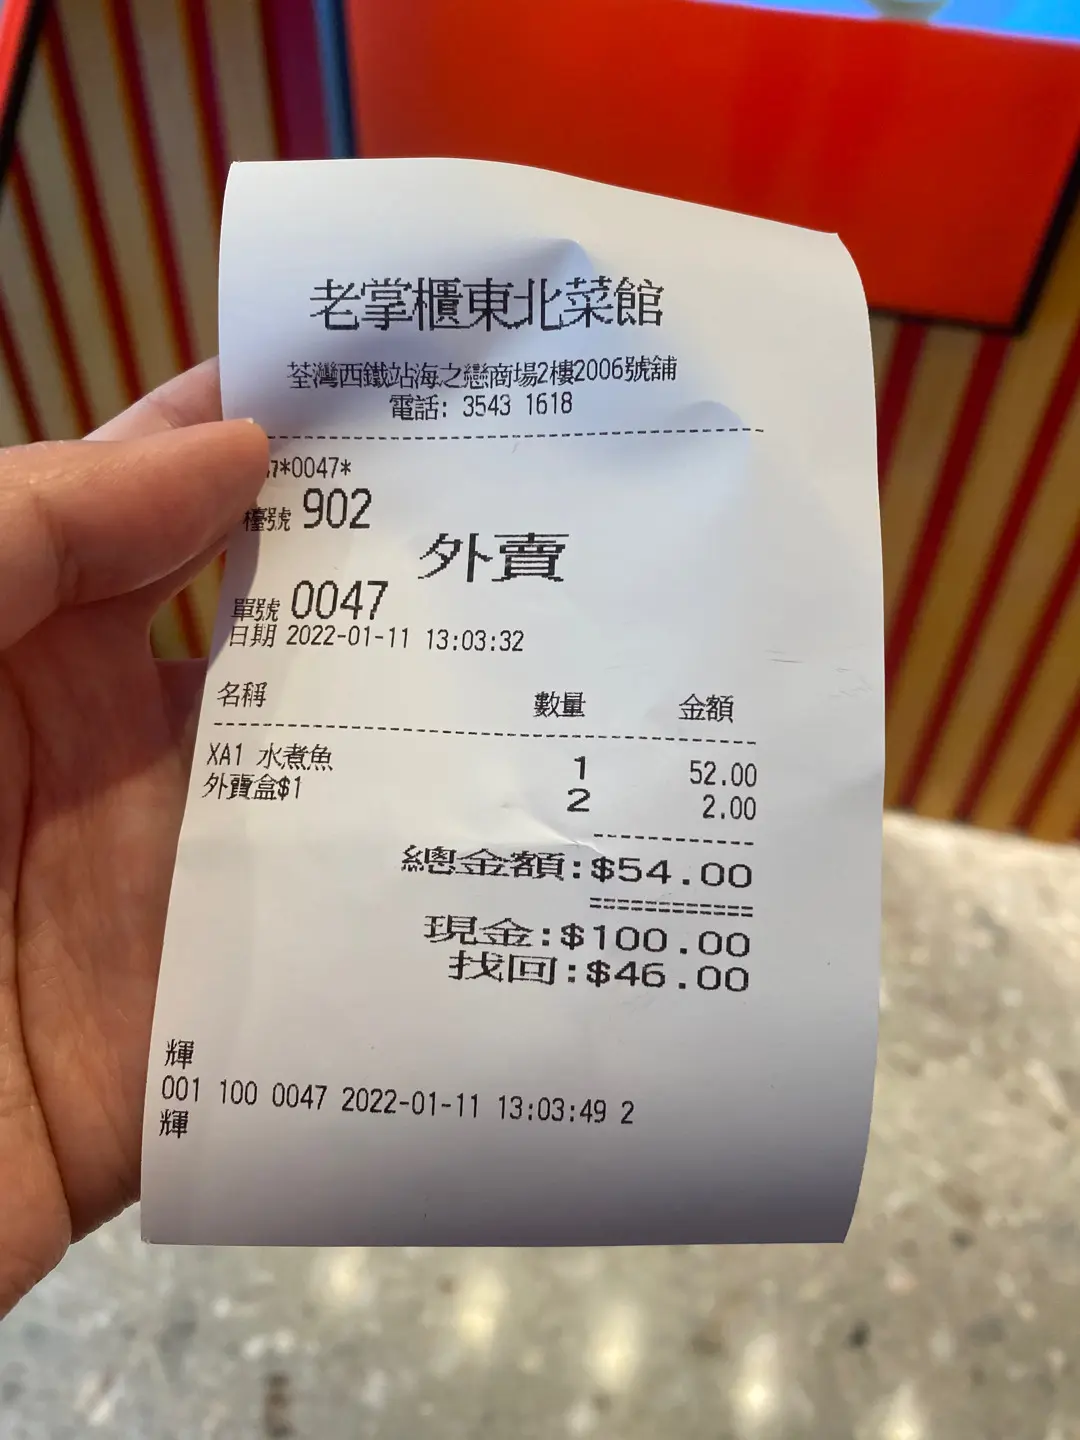 老掌櫃東北菜館
荃灣西鐵站海之戀商場2樓2006號舖
電話: 3543 1618
7*0047*
檯號 902
外賣
單號 0047
日期 2022-01-11 13:03:32
名稱 數量 金額
XA1 水煮魚 1 52.00
外賣盒$1 2 2.00
總金額:$54.00
現金:$100.00
找回:$46.00
輝
001 100 0047 2022-01-11 13:03:49 2
輝